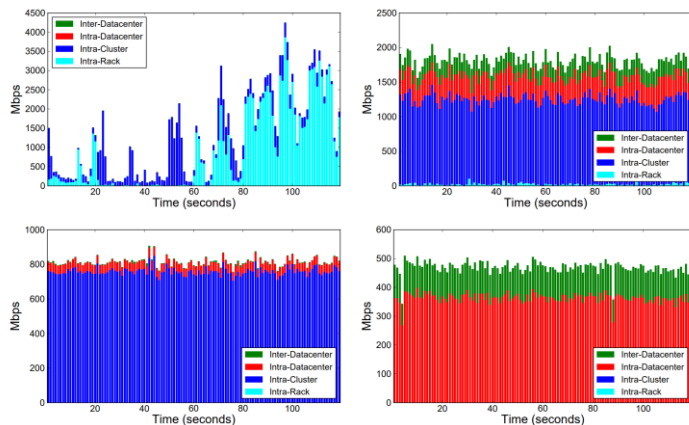 4500
4000
3500
3000
2500
2000
1500
1000
500
0
Mbps
Inter-Datacenter
Intra-Datacenter
Intra-Cluster
Intra-Rack
20 40 60 80 100
Time (seconds)
2500
2000
1500
1000
500
0
Mbps
Inter-Datacenter
Intra-Datacenter
Intra-Cluster
Intra-Rack
20 40 60 80 100
Time (seconds)
1000
800
600
400
200
0
Mbps
Inter-Datacenter
Intra-Datacenter
Intra-Cluster
Intra-Rack
20 40 60 80 100
Time (seconds)
600
500
400
300
200
100
0
Mbps
Inter-Datacenter
Intra-Datacenter
Intra-Cluster
Intra-Rack
20 40 60 80 100
Time (seconds)